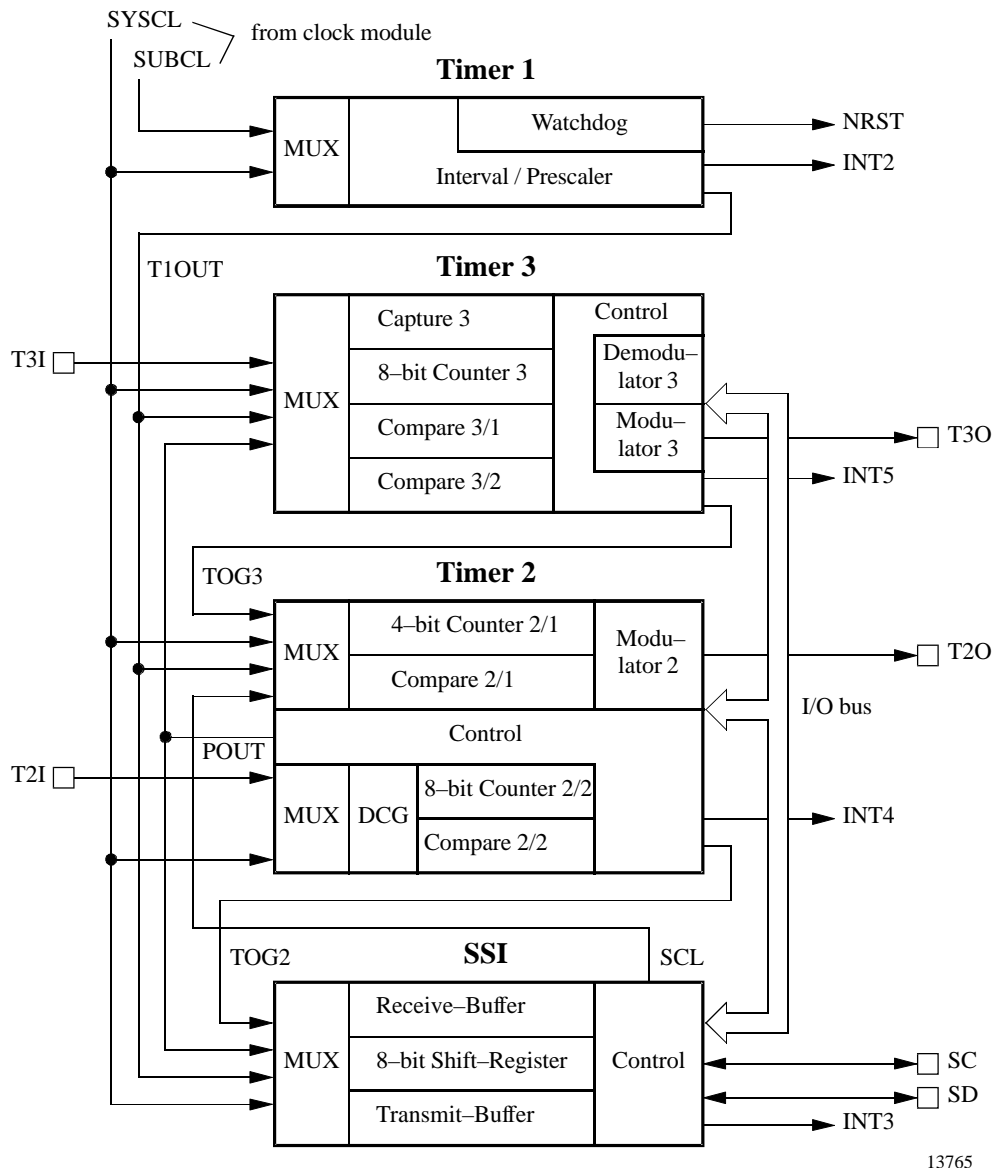 SYSCL
from clock module
SUBCL
Timer 1
Watchdog
NRST
MUX
INT2
Interval / Prescaler
T1OUT
Timer 3
Capture 3
Control
T3I
Demodu–
lator 3
8–bit Counter 3
MUX
Compare 3/1
Modu–
lator 3
T3O
Compare 3/2
INT5
TOG3
Timer 2
4–bit Counter 2/1
MUX
Modu–
lator 2
T2O
Compare 2/1
I/O bus
Control
POUT
T2I
8–bit Counter 2/2
MUX
DCG
INT4
Compare 2/2
TOG2
SSI
SCL
Receive–Buffer
MUX
8–bit Shift–Register
Control
SC
SD
Transmit–Buffer
INT3
13765